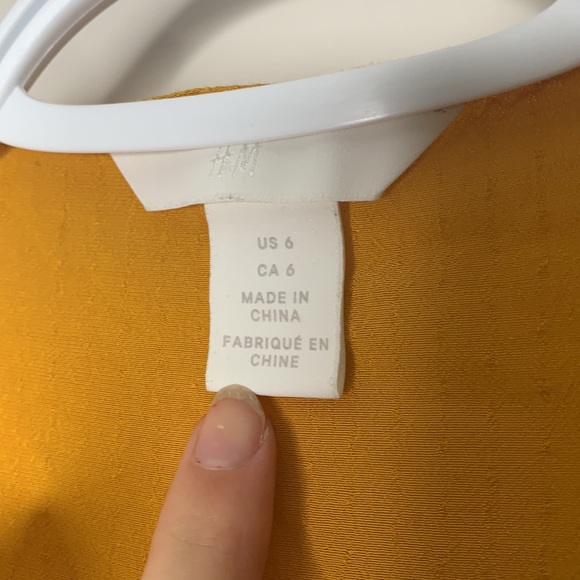 H&M
US 6
CA 6
MADE IN
CHINA
FABRIQUÉ EN
CHINE